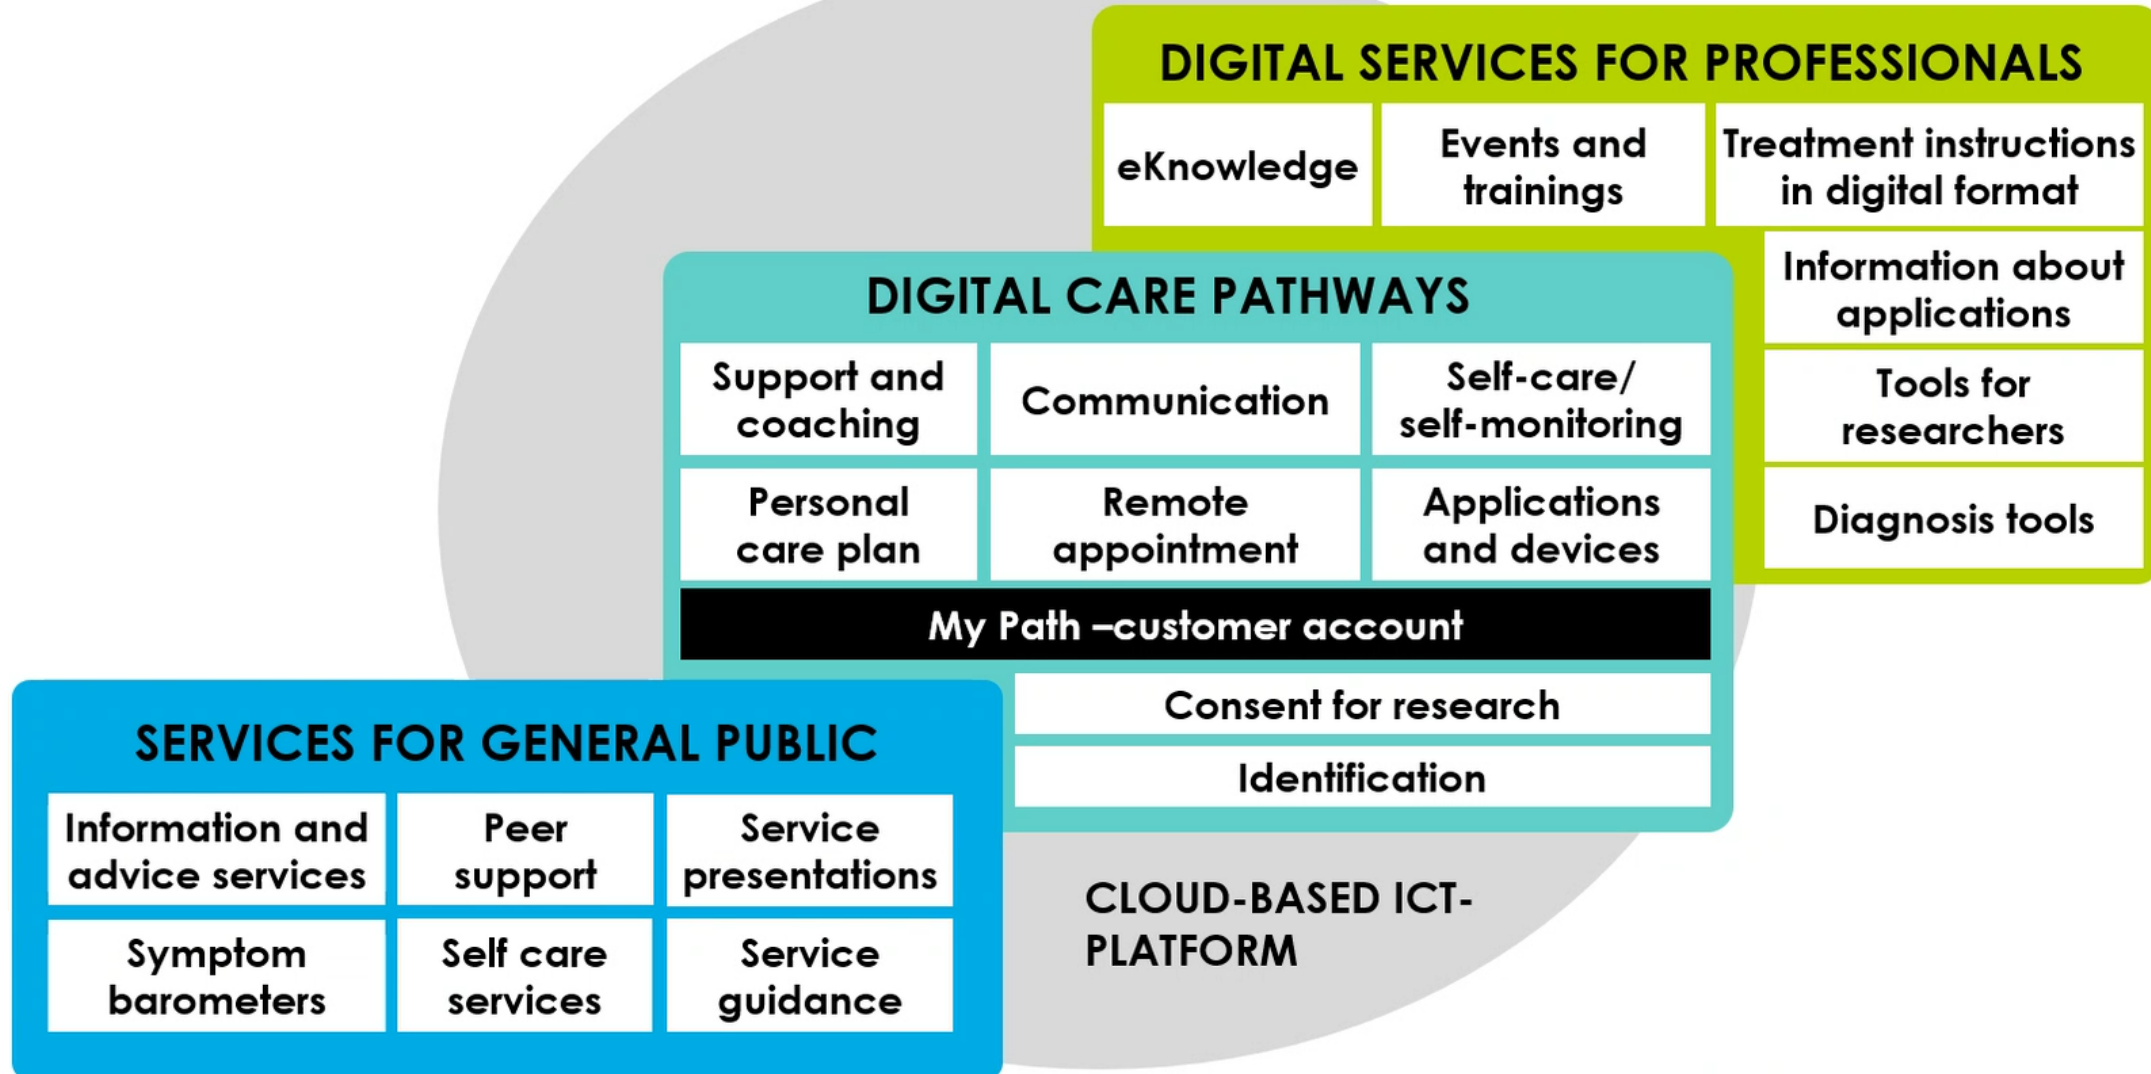 DIGITAL SERVICES FOR PROFESSIONALS
eKnowledge
Events and
trainings
Treatment instructions
in digital format
Information about
applications
Tools for
researchers
Diagnosis tools
DIGITAL CARE PATHWAYS
Support and
coaching
Communication
Self-care/
self-monitoring
Personal
care plan
Remote
appointment
Applications
and devices
My Path –customer account
Consent for research
Identification
SERVICES FOR GENERAL PUBLIC
Information and
advice services
Peer
support
Service
presentations
Symptom
barometers
Self care
services
Service
guidance
CLOUD-BASED ICT-
PLATFORM